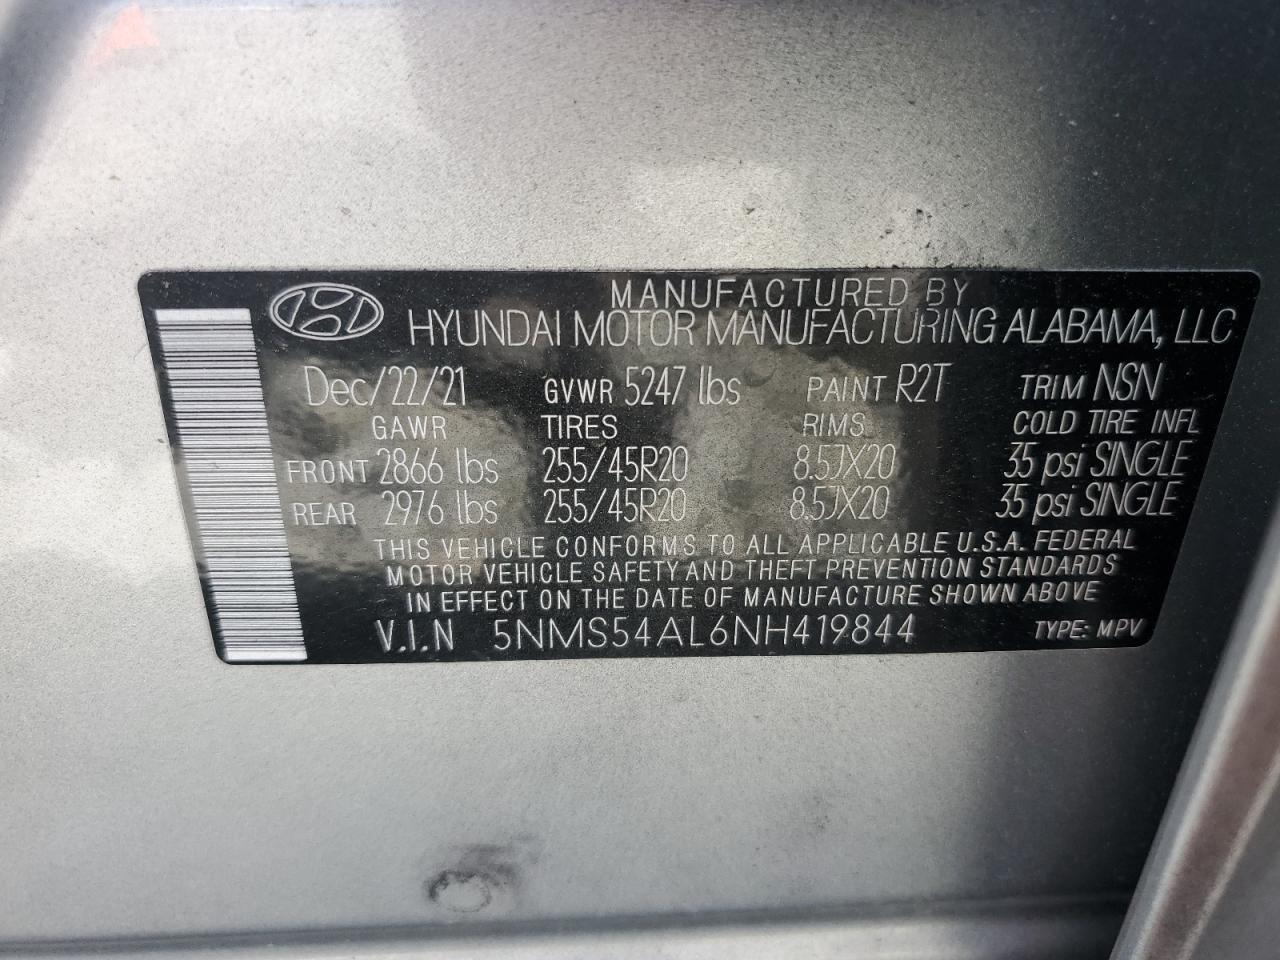 MANUFACTURED BY
HYUNDAI MOTOR MANUFACTURING ALABAMA, LLC
Dec/22/21 GVWR 5247 lbs PAINT R2T TRIM NSN
GAWR TIRES RIMS COLD TIRE INFL
FRONT 2866 lbs 255/45R20 8.5JX20 35 psi SINGLE
REAR 2976 lbs 255/45R20 8.5JX20 35 psi SINGLE
THIS VEHICLE CONFORMS TO ALL APPLICABLE U.S.A. FEDERAL
MOTOR VEHICLE SAFETY AND THEFT PREVENTION STANDARDS
IN EFFECT ON THE DATE OF MANUFACTURE SHOWN ABOVE
V.I.N 5NMS54AL6NH419844 TYPE: MPV